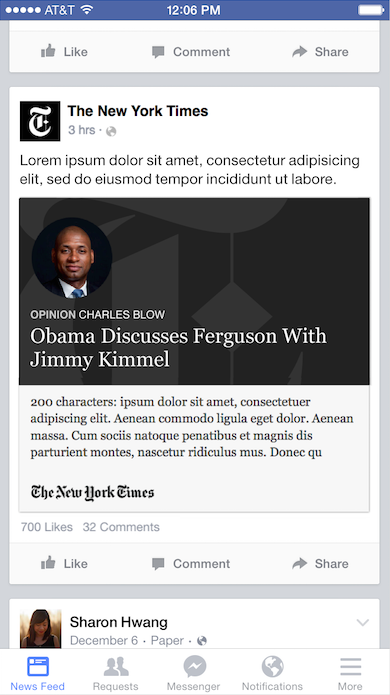 AT&T 12:06 PM
Like Comment Share
The New York Times
3 hrs ·
Lorem ipsum dolor sit amet, consectetur adipisicing
elit, sed do eiusmod tempor incididunt ut labore.
OPINION CHARLES BLOW
Obama Discusses Ferguson With
Jimmy Kimmel
200 characters: ipsum dolor sit amet, consectetuer
adipiscing elit. Aenean commodo ligula eget dolor. Aenean
massa. Cum sociis natoque penatibus et magnis dis
parturient montes, nascetur ridiculus mus. Donec qu
The New York Times
700 Likes 32 Comments
Like Comment Share
Sharon Hwang
December 6 · Paper ·
News Feed Requests Messenger Notifications More